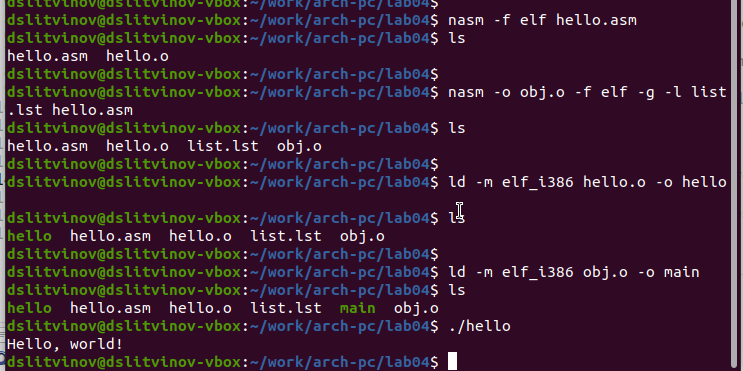 dslitvinov@dslitvinov-vbox:~/work/arch-pc/lab04$
dslitvinov@dslitvinov-vbox:~/work/arch-pc/lab04$ nasm -f elf hello.asm
dslitvinov@dslitvinov-vbox:~/work/arch-pc/lab04$ ls
hello.asm  hello.o
dslitvinov@dslitvinov-vbox:~/work/arch-pc/lab04$
dslitvinov@dslitvinov-vbox:~/work/arch-pc/lab04$ nasm -o obj.o -f elf -g -l list
.lst hello.asm
dslitvinov@dslitvinov-vbox:~/work/arch-pc/lab04$ ls
hello.asm  hello.o  list.lst  obj.o
dslitvinov@dslitvinov-vbox:~/work/arch-pc/lab04$
dslitvinov@dslitvinov-vbox:~/work/arch-pc/lab04$ ld -m elf_i386 hello.o -o hello
dslitvinov@dslitvinov-vbox:~/work/arch-pc/lab04$ ls
hello  hello.asm  hello.o  list.lst  obj.o
dslitvinov@dslitvinov-vbox:~/work/arch-pc/lab04$
dslitvinov@dslitvinov-vbox:~/work/arch-pc/lab04$ ld -m elf_i386 obj.o -o main
dslitvinov@dslitvinov-vbox:~/work/arch-pc/lab04$ ls
hello  hello.asm  hello.o  list.lst  main  obj.o
dslitvinov@dslitvinov-vbox:~/work/arch-pc/lab04$ ./hello
Hello, world!
dslitvinov@dslitvinov-vbox:~/work/arch-pc/lab04$